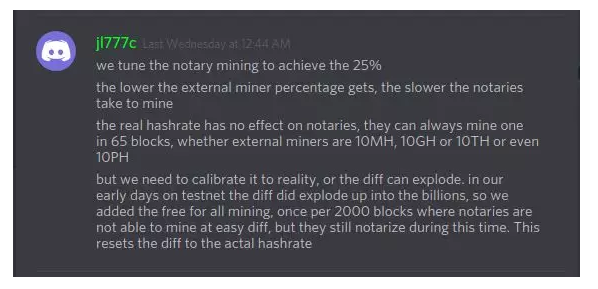 jl777c Last Wednesday at 12:44 AM
we tune the notary mining to achieve the 25%
the lower the external miner percentage gets, the slower the notaries
take to mine
the real hashrate has no effect on notaries, they can always mine one
in 65 blocks, whether external miners are 10MH, 10GH or 10TH or even
10PH
but we need to calibrate it to reality, or the diff can explode. in our
early days on testnet the diff did explode up into the billions, so we
added the free for all mining, once per 2000 blocks where notaries are
not able to mine at easy diff, but they still notarize during this time. This
resets the diff to the actal hashrate